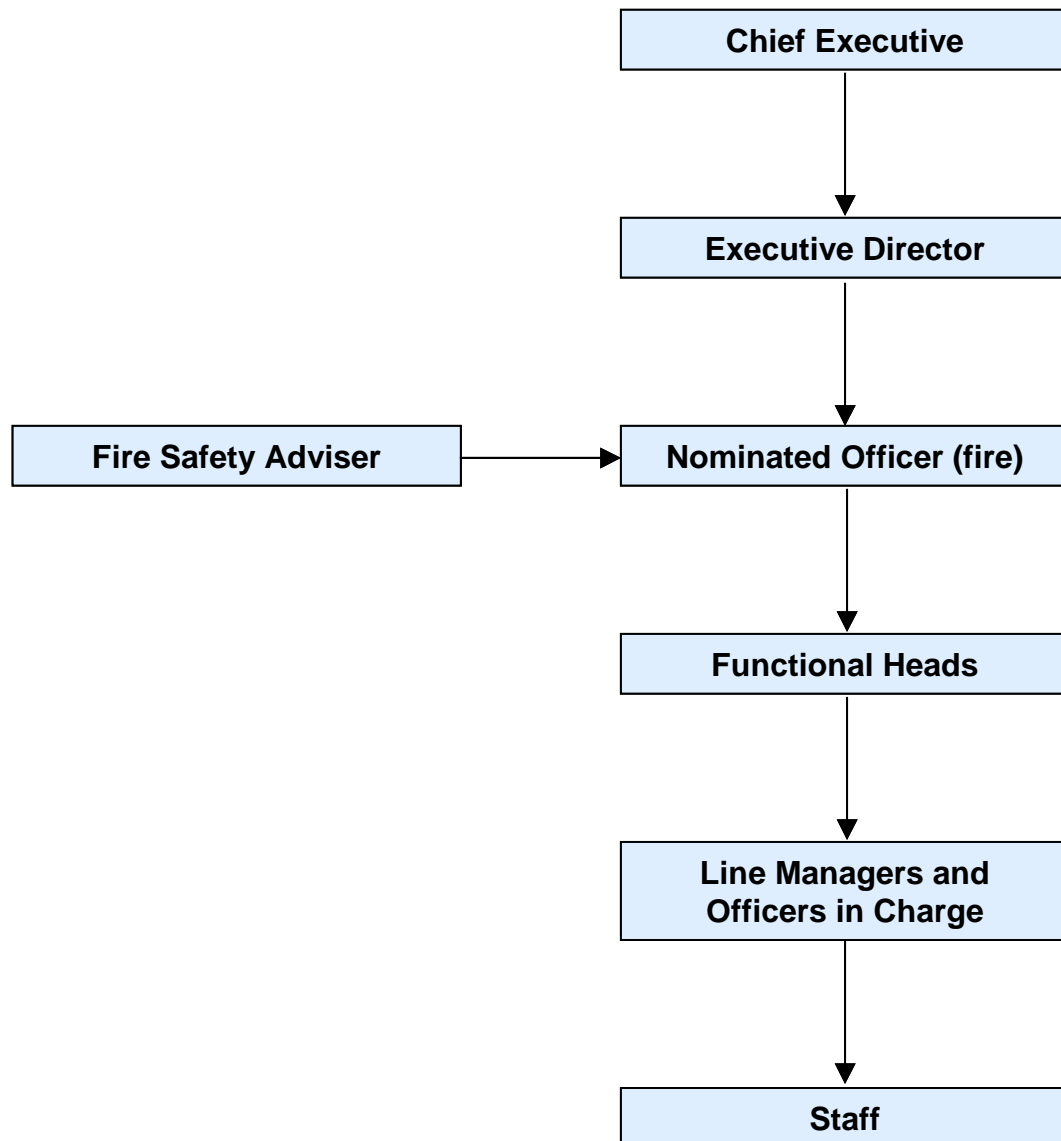 Chief Executive
Executive Director
Fire Safety Adviser
Nominated Officer (fire)
Functional Heads
Line Managers and
Officers in Charge
Staff